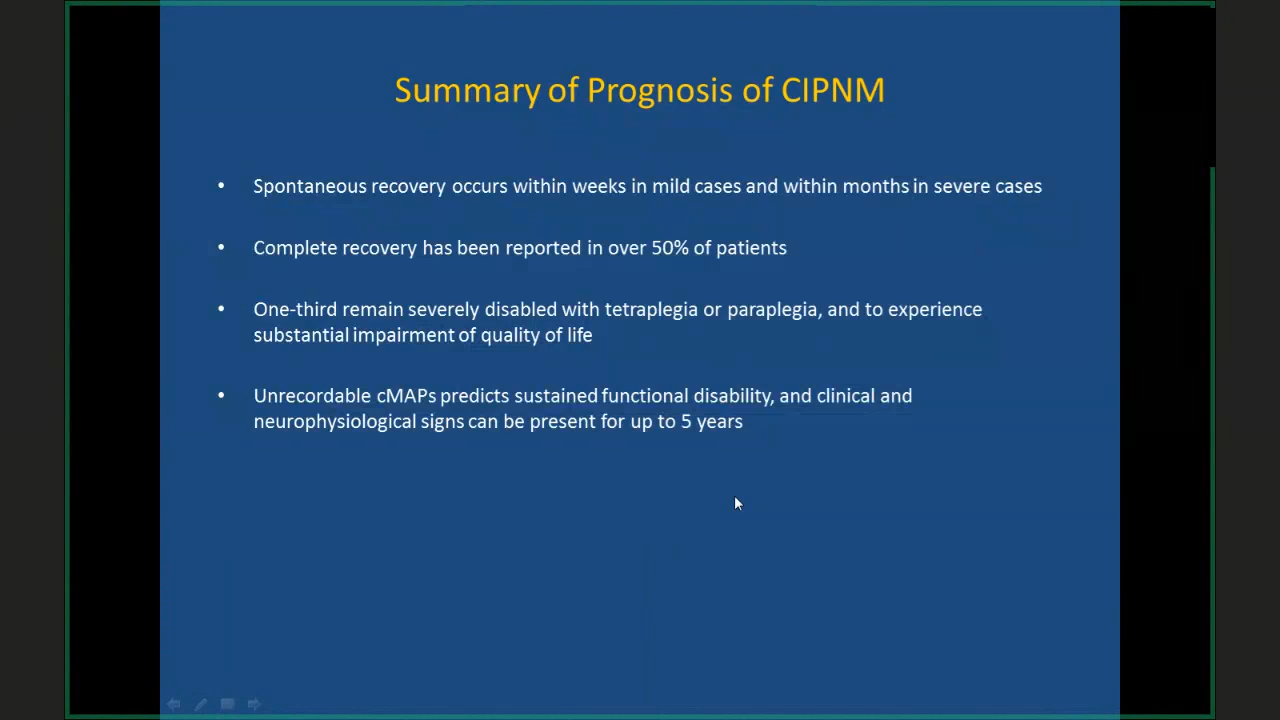 Summary of Prognosis of CIPNM
• Spontaneous recovery occurs within weeks in mild cases and within months in severe cases
• Complete recovery has been reported in over 50% of patients
• One-third remain severely disabled with tetraplegia or paraplegia, and to experience
substantial impairment of quality of life
• Unrecordable cMAPs predicts sustained functional disability, and clinical and
neurophysiological signs can be present for up to 5 years